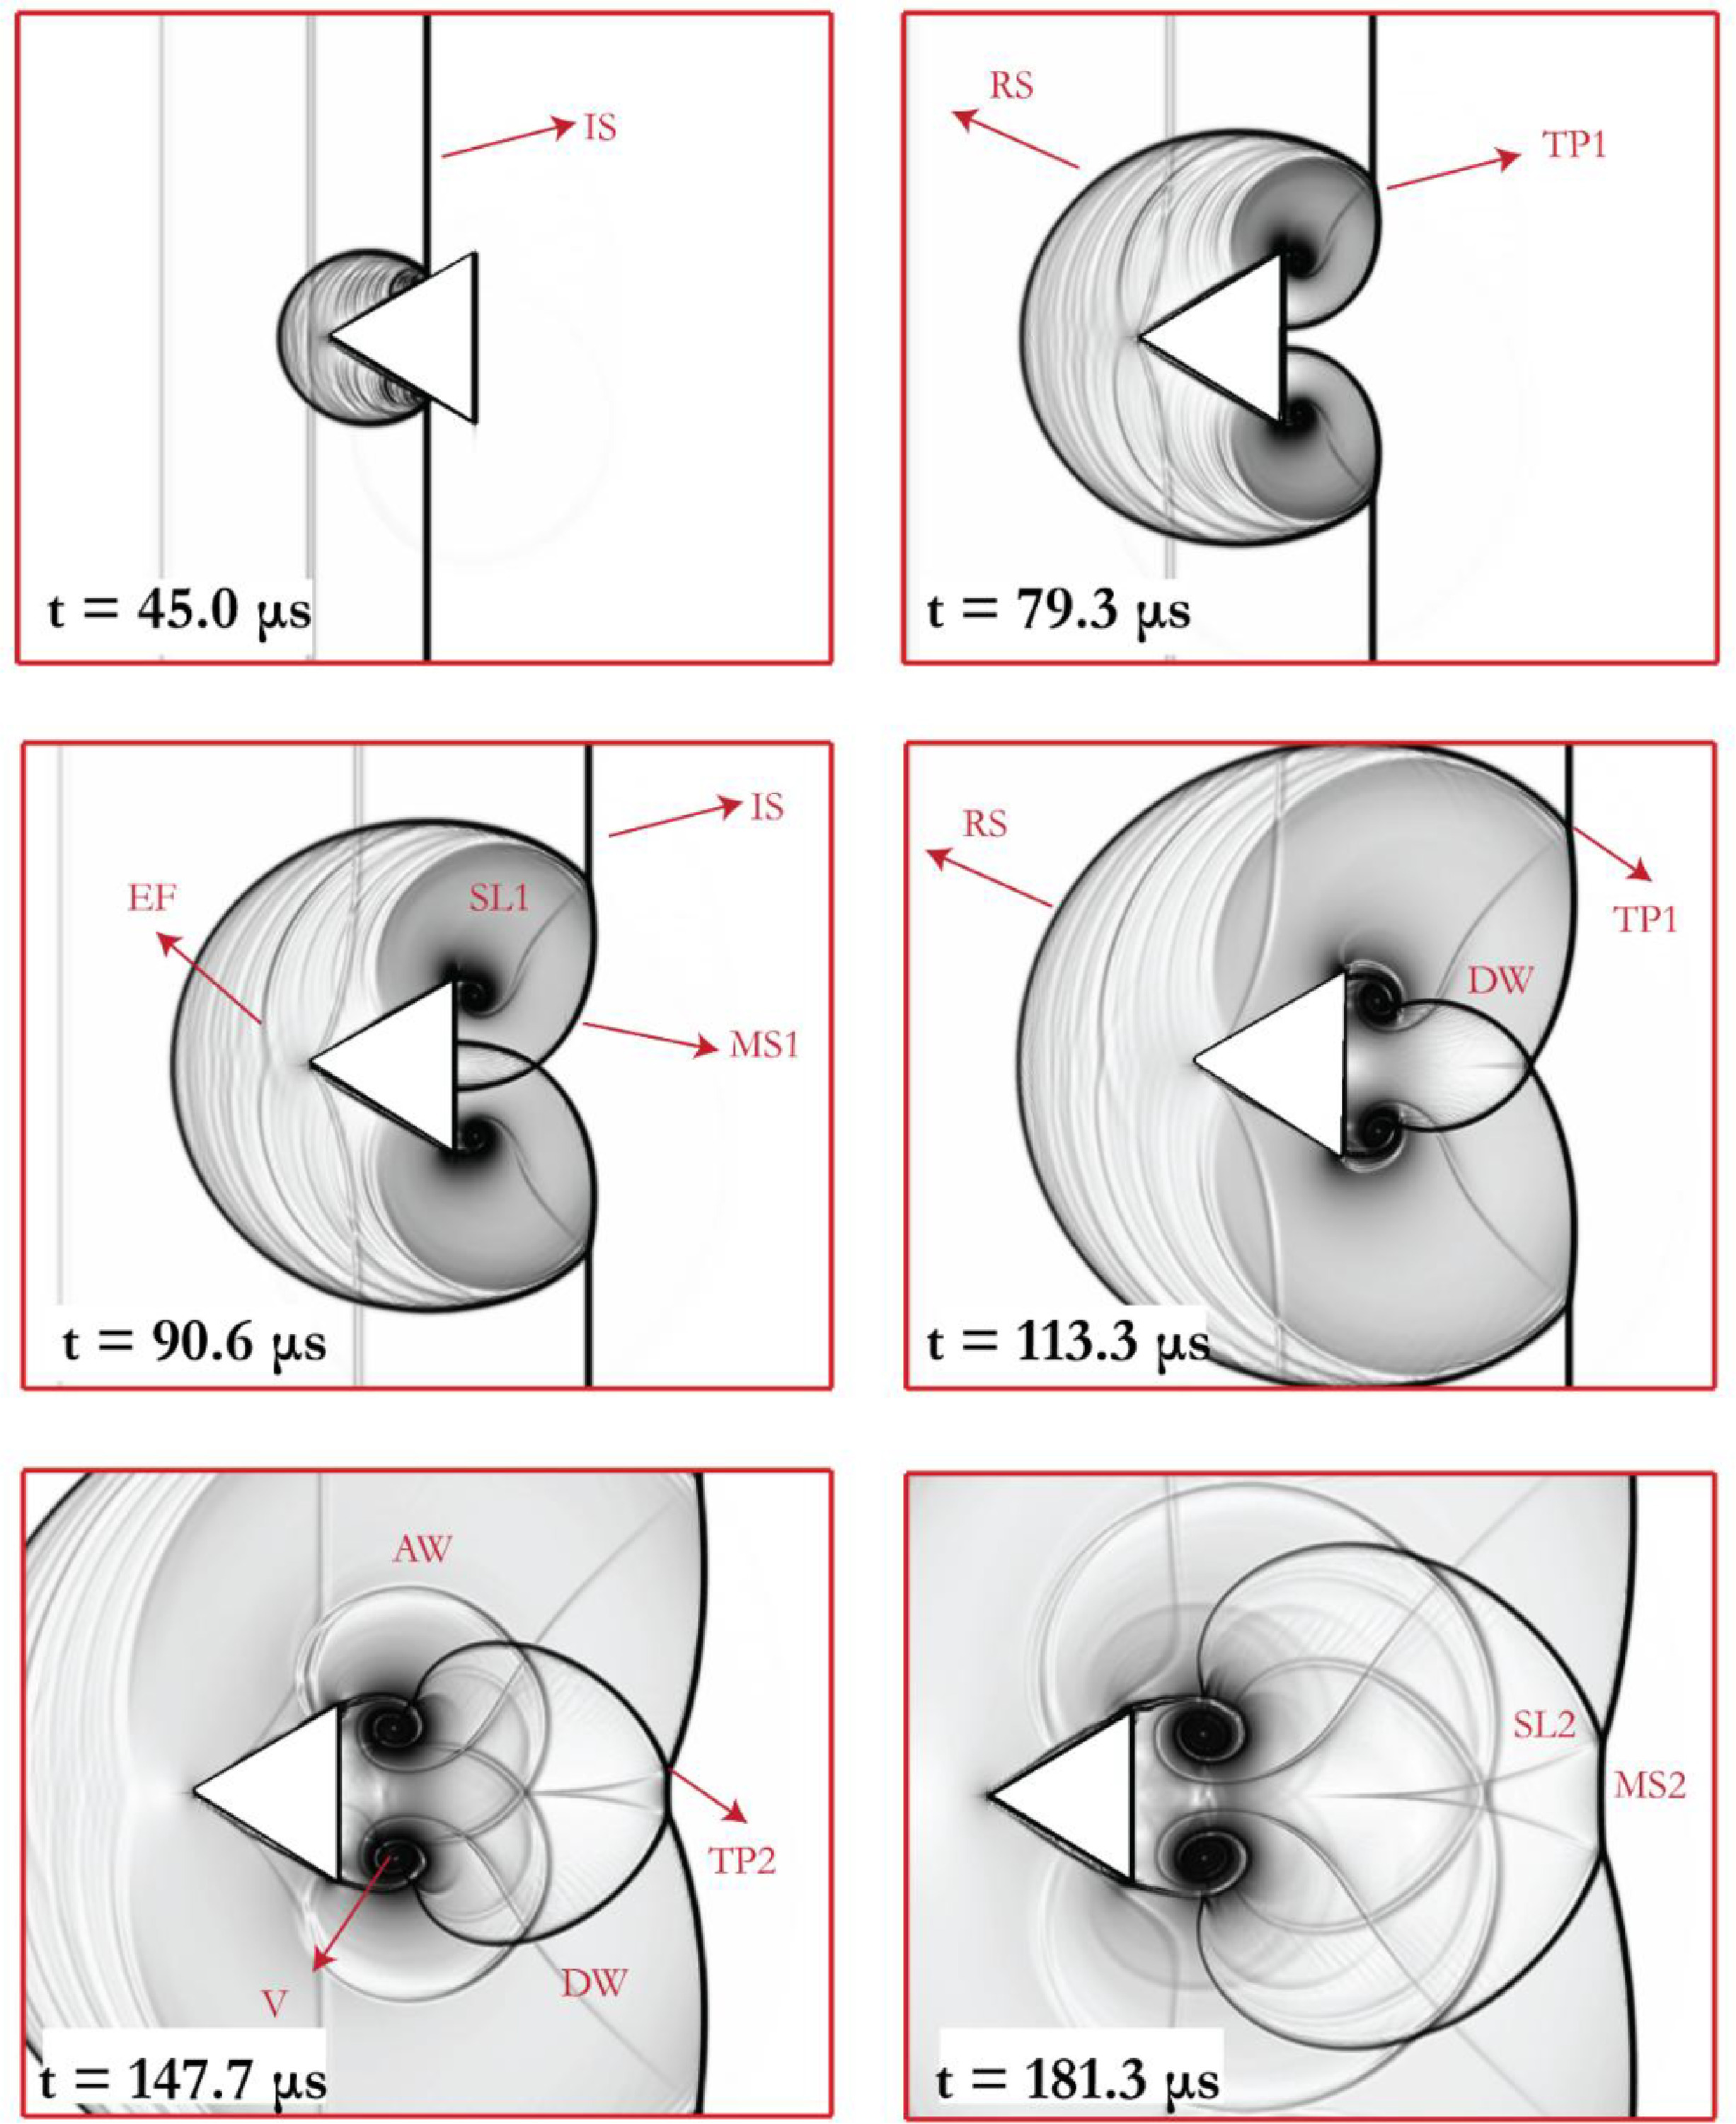 IS
t = 45.0 μs
RS
TP1
t = 79.3 μs
IS
EF
SL1
MS1
t = 90.6 μs
RS
TP1
DW
t = 113.3 μs
AW
TP2
DW
V
t = 147.7 μs
SL2
MS2
t = 181.3 μs